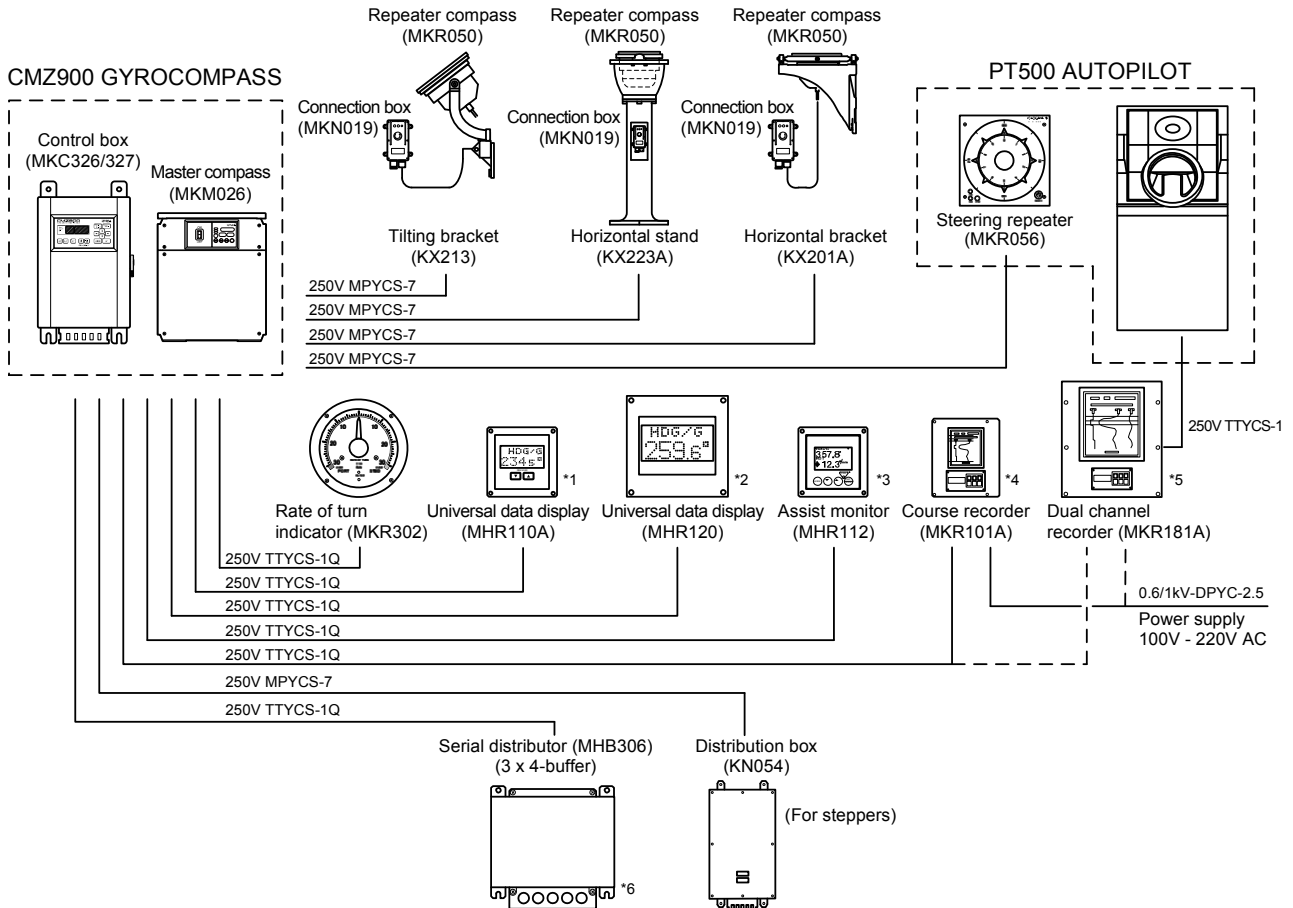 Repeater compass
(MKR050)
Repeater compass
(MKR050)
Repeater compass
(MKR050)
CMZ900 GYROCOMPASS
PT500 AUTOPILOT
Control box
(MKC326/327)
Master compass
(MKM026)
Connection box
(MKN019)
Connection box
(MKN019)
Connection box
(MKN019)
Steering repeater
(MKR056)
Tilting bracket
(KX213)
Horizontal stand
(KX223A)
Horizontal bracket
(KX201A)
250V MPYCS-7
250V MPYCS-7
250V MPYCS-7
250V MPYCS-7
250V TTYCS-1
HDG/G
HDG/G
259.6°
357.8°
12.3
*1
*2
*3
*4
*5
Rate of turn
indicator (MKR302)
Universal data display
(MHR110A)
Universal data display
(MHR120)
Assist monitor
(MHR112)
Course recorder
(MKR101A)
Dual channel
recorder (MKR181A)
250V TTYCS-1Q
250V TTYCS-1Q
250V TTYCS-1Q
250V TTYCS-1Q
250V TTYCS-1Q
250V MPYCS-7
250V TTYCS-1Q
0.6/1kV-DPYC-2.5
Power supply
100V - 220V AC
Serial distributor (MHB306)
(3 x 4-buffer)
Distribution box
(KN054)
(For steppers)
*6